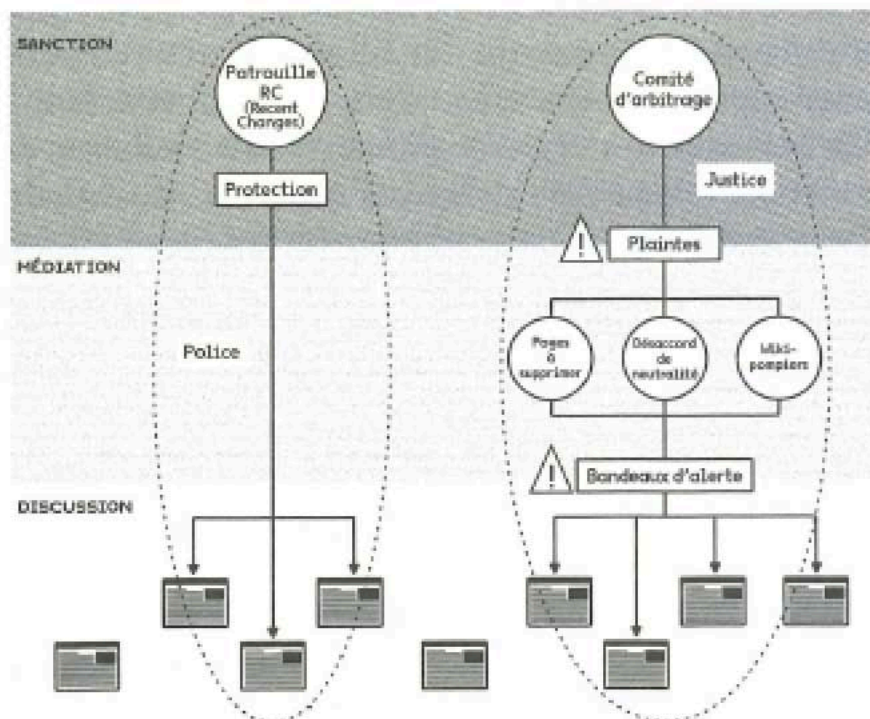 SANCTION
Patrouille
RC
(Recent
Changes)
Comité
d'arbitrage
Protection
Justice
Plaintes
MÉDIATION
Police
Pages
à
supprimer
Désaccord
de
neutralité
Wiki-
pompiers
Bandeaux d'alerte
DISCUSSION